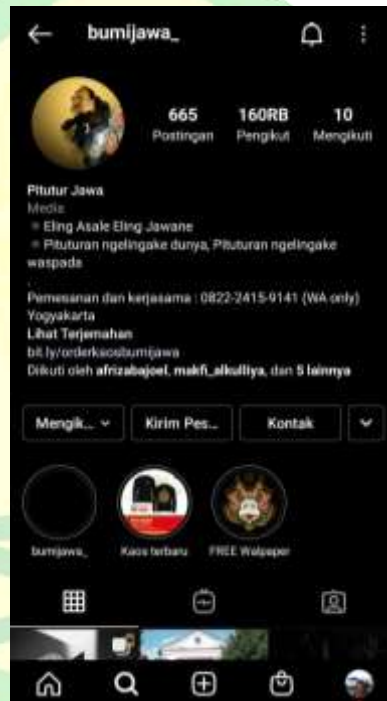 bumijawa_
665 160RB 10
Postingan Pengikut Mengikuti
Pitutur Jawa
Media
Eling Asale Eling Jawane
Pituturan ngelingake dunya, Pituturan ngelingake
waspada
.
Pemesanan dan kerjasama : 0822-2415-9141 (WA only)
Yogyakarta
Lihat Terjemahan
bit.ly/orderkaosbumijawa
Diikuti oleh afrizabajoel, makfi_alkulliya, dan 5 lainnya
Mengik... Kirim Pes... Kontak
bumijawa_ Kaos terbaru FREE Walpaper